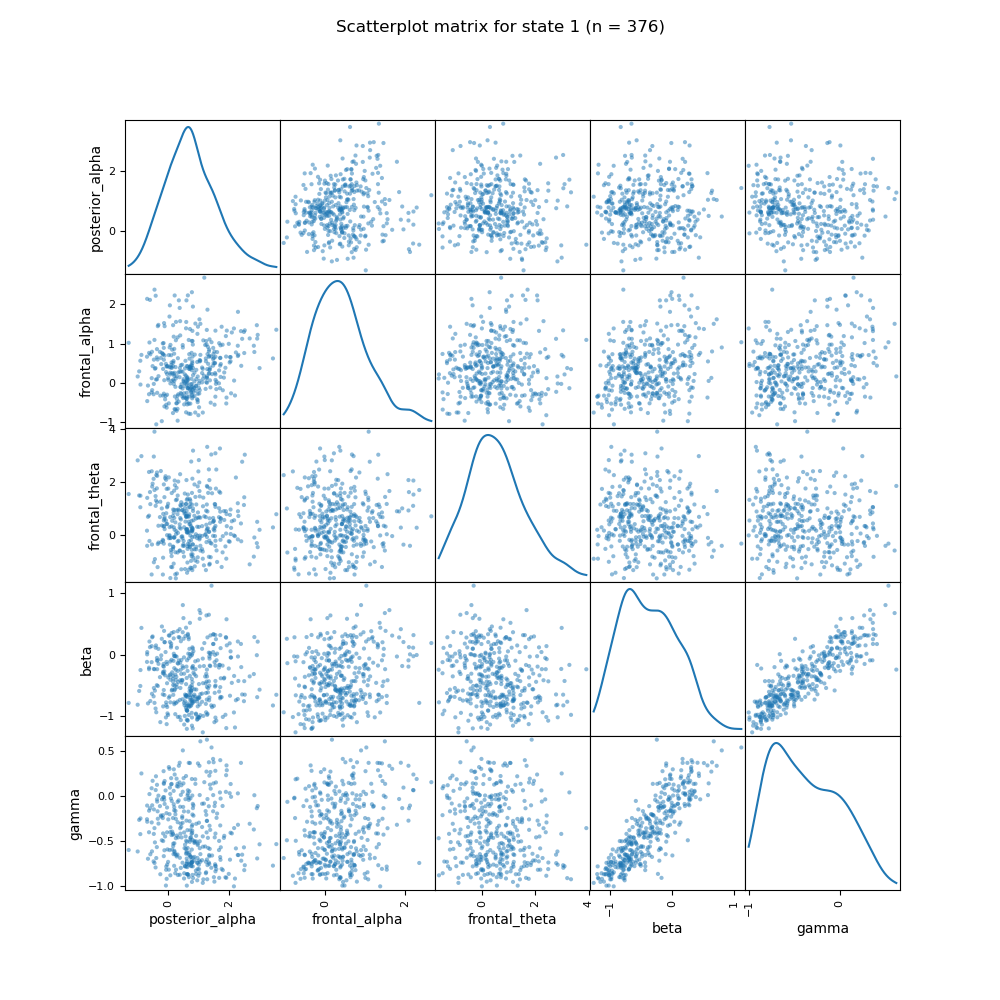 Scatterplot matrix for state 1 (n = 376)
posterior_alpha
2
0
frontal_alpha
2
1
0
−1
frontal_theta
4
2
0
beta
1
0
−1
gamma
0.5
0.0
−0.5
−1.0
0
2
0
2
0
2
4
−1
0
1
−1
0
posterior_alpha
frontal_alpha
frontal_theta
beta
gamma